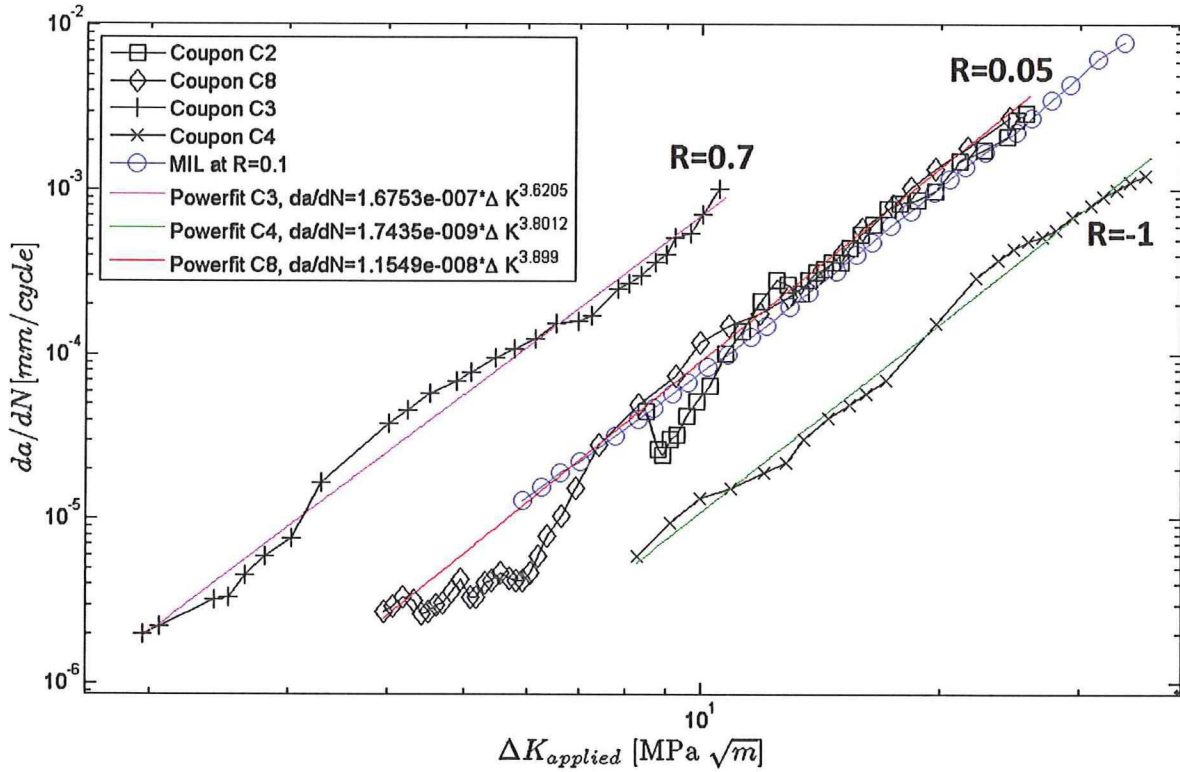 10^-2
10^-3
10^-4
10^-5
10^-6
da/dN [mm/cycle]
Coupon C2
Coupon C8
Coupon C3
Coupon C4
MIL at R=0.1
Powerfit C3, da/dN=1.6753e-007*Δ K^3.6205
Powerfit C4, da/dN=1.7435e-009*Δ K^3.8012
Powerfit C8, da/dN=1.1549e-008*Δ K^3.899
R=0.7
R=0.05
R=-1
10^1
ΔK_applied [MPa √m]